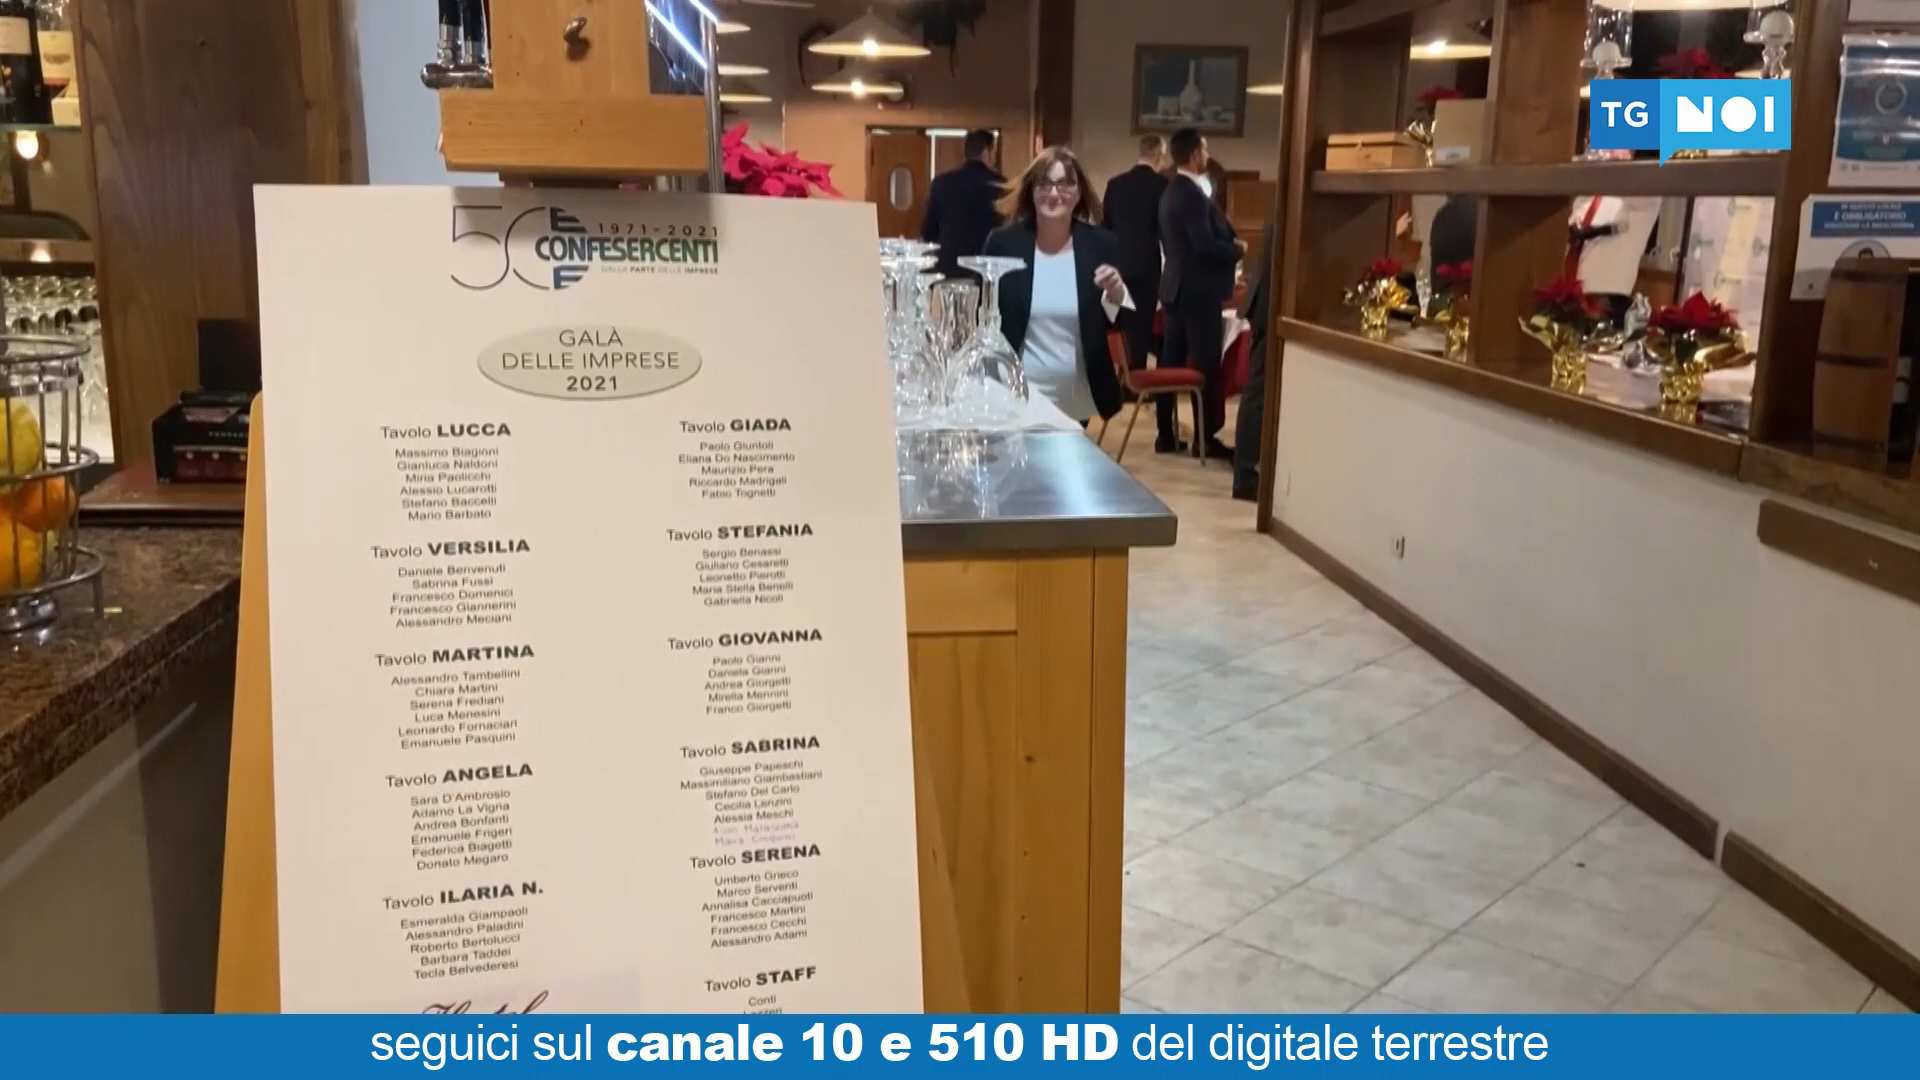 TG NOI
50 1971-2021
CONFESERCENTI
DALLA PARTE DELLE IMPRESE
GALÀ
DELLE IMPRESE
2021
Tavolo LUCCA
Massimo Biagioni
Gianluca Naldoni
Miria Paolicchi
Alessio Lucarotti
Stefano Baccelli
Mario Barbato
Tavolo VERSILIA
Daniele Benvenuti
Sabrina Fussi
Francesco Domenici
Francesco Giannerini
Alessandro Meciani
Tavolo MARTINA
Alessandro Tambellini
Chiara Martini
Serena Frediani
Luca Menesini
Leonardo Fornaciari
Emanuele Pasquini
Tavolo ANGELA
Sara D'Ambrosio
Adamo La Vigna
Andrea Bonfanti
Emanuele Frigeri
Federica Biagetti
Donato Megaro
Tavolo ILARIA N.
Esmeralda Giampaoli
Alessandro Paladini
Roberto Bertolucci
Barbara Taddei
Tecla Belvederesi
Hotel
Tavolo GIADA
Paolo Giuntoli
Eliana Do Nascimento
Maurizio Pera
Riccardo Madrigali
Fabio Tognetti
Tavolo STEFANIA
Sergio Benassi
Giuliano Cesaretti
Leonetto Pierotti
Maria Stella Benelli
Gabriella Nicoli
Tavolo GIOVANNA
Paolo Gianni
Daniela Gianni
Andrea Giorgetti
Mirella Mennini
Franco Giorgetti
Tavolo SABRINA
Giuseppe Papeschi
Massimiliano Giambastiani
Stefano Del Carlo
Cecilia Lenzini
Alessia Meschi
Tavolo SERENA
Umberto Grieco
Marco Serventi
Annalisa Cacciapuoti
Francesco Martini
Francesco Cecchi
Alessandro Adami
Tavolo STAFF
Conti
È OBBLIGATORIO
seguici sul canale 10 e 510 HD del digitale terrestre